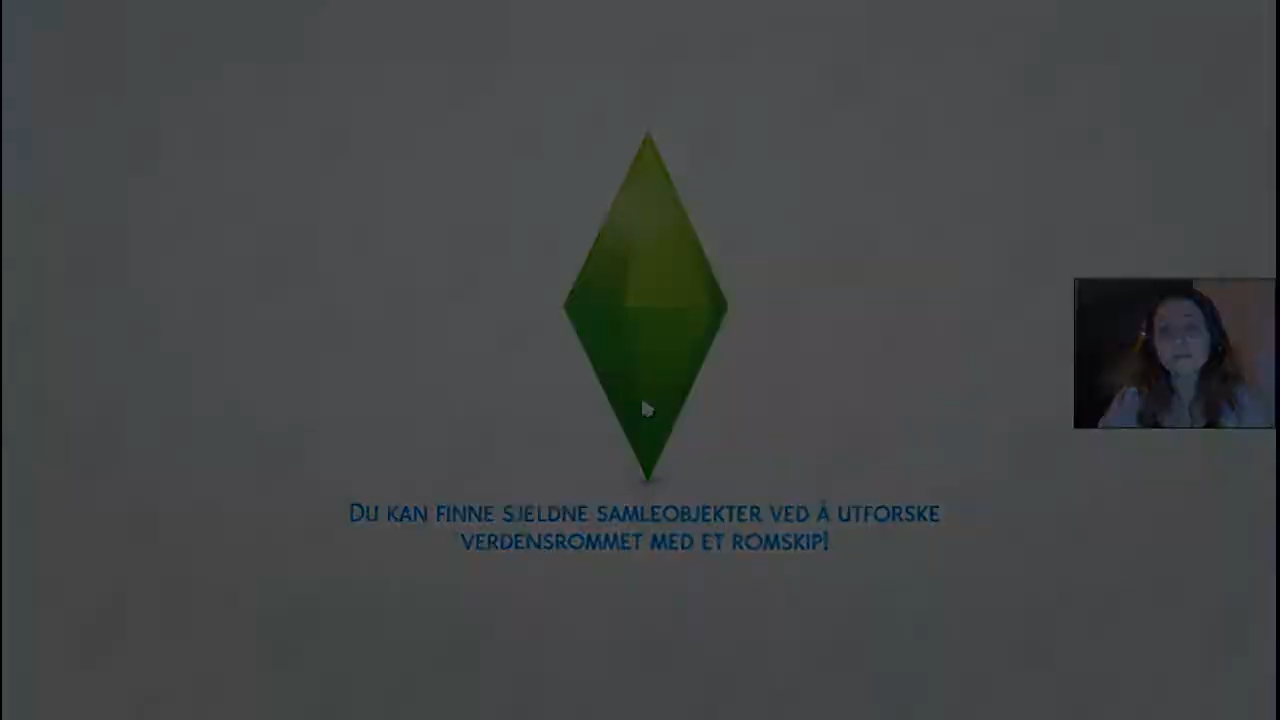 Du kan finne sjeldne samleobjekter ved å utforske
verdensrommet med et romskip!